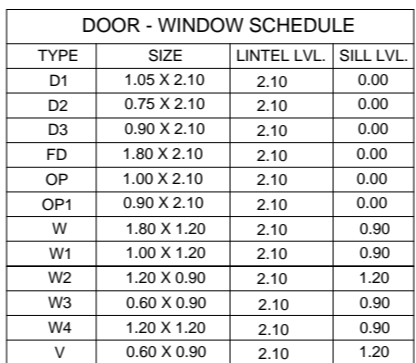 DOOR - WINDOW SCHEDULE
TYPE SIZE LINTEL LVL. SILL LVL.
D1 1.05 X 2.10 2.10 0.00
D2 0.75 X 2.10 2.10 0.00
D3 0.90 X 2.10 2.10 0.00
FD 1.80 X 2.10 2.10 0.00
OP 1.00 X 2.10 2.10 0.00
OP1 0.90 X 2.10 2.10 0.00
W 1.80 X 1.20 2.10 0.90
W1 1.00 X 1.20 2.10 0.90
W2 1.20 X 0.90 2.10 1.20
W3 0.60 X 0.90 2.10 0.90
W4 1.20 X 1.20 2.10 0.90
V 0.60 X 0.90 2.10 1.20